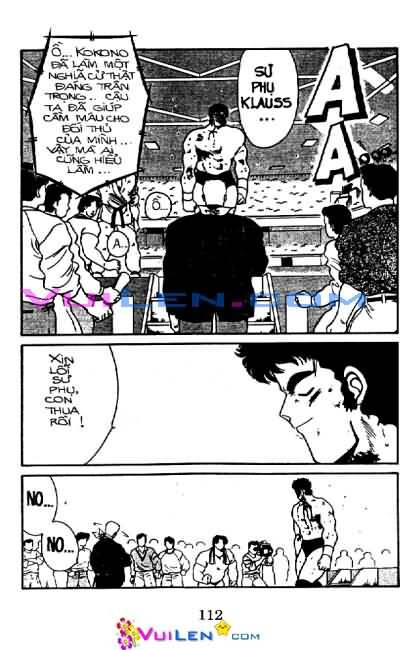 Ồ... KOKONO
ĐÃ LÀM MỘT
NGHĨA CỬ THẬT
ĐÁNG TRÂN
TRỌNG.. CẬU
TA ĐÃ GIÚP
CẦM MÁU CHO
ĐỐI THỦ
CỦA MÌNH...
VẬY MÀ AI
CŨNG HIỂU
LẦM...
SƯ
PHỤ
KLAUSS
...
A
A
Ồ.
A...
VUILEN.COM
XIN
LỖI
SƯ
PHỤ,
CON
THUA
RỒI !
NO...
NO...
112
VUILEN.COM